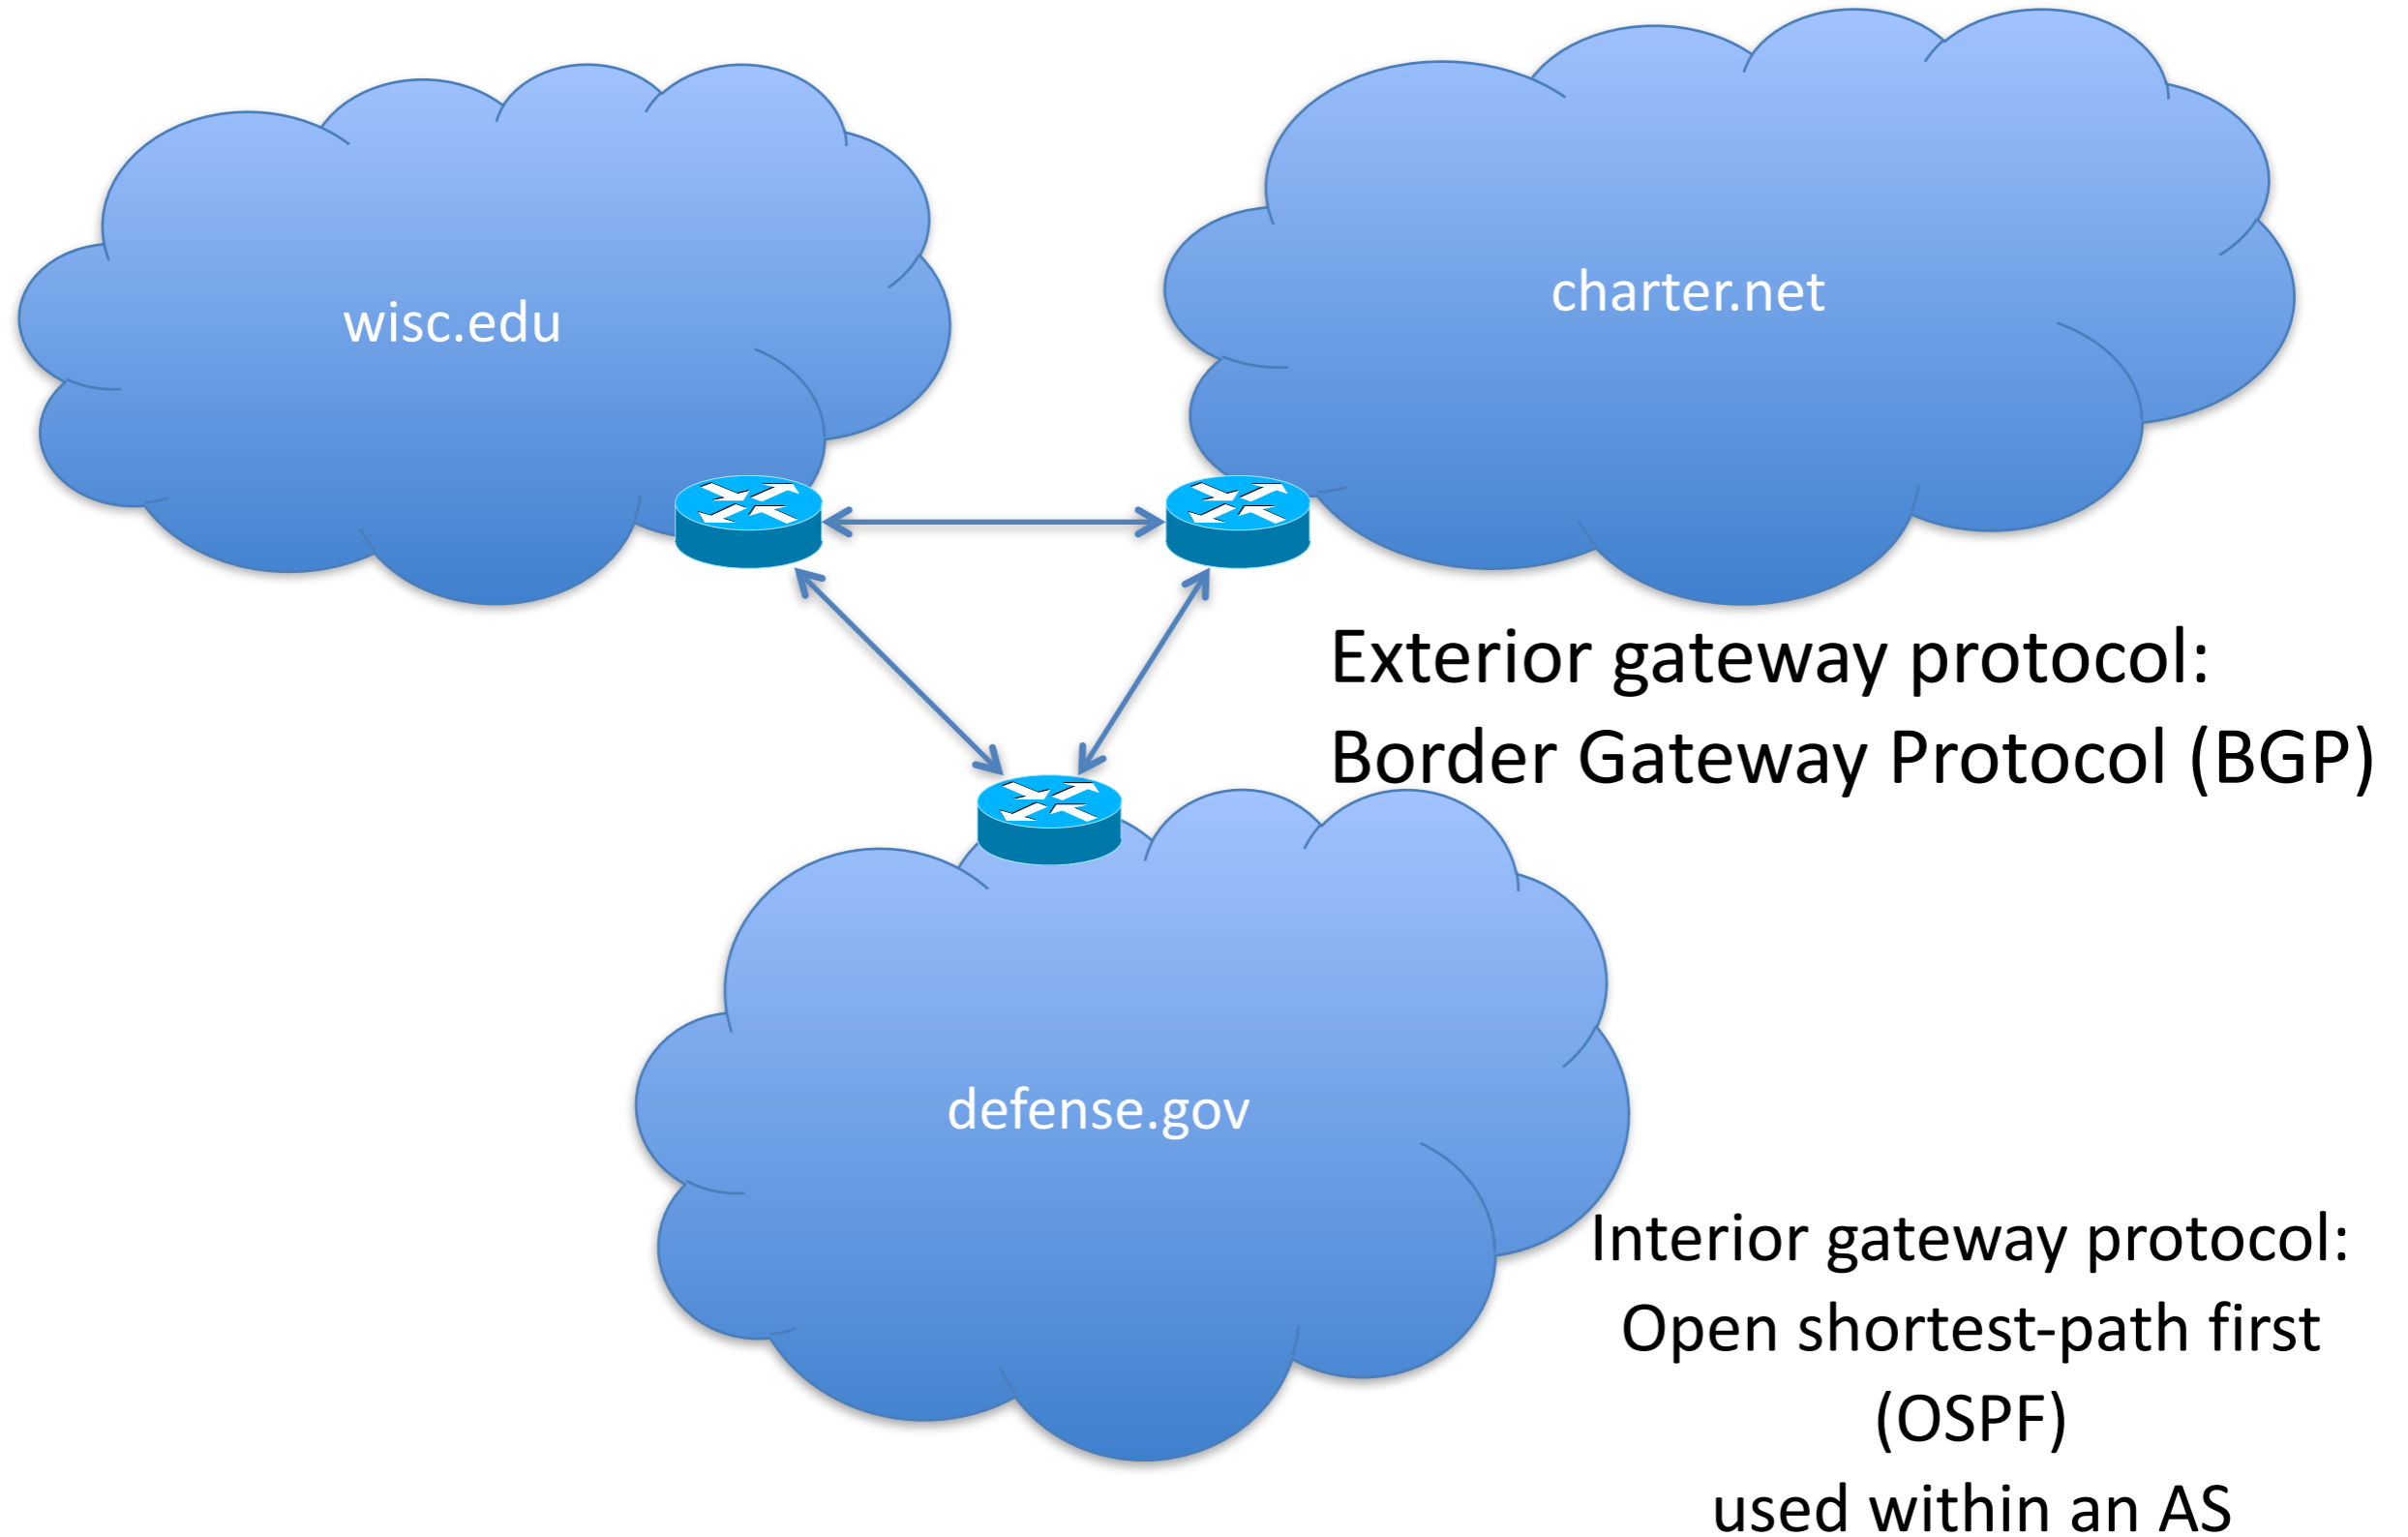 wisc.edu
charter.net
Exterior gateway protocol:
Border Gateway Protocol (BGP)
defense.gov
Interior gateway protocol:
Open shortest-path first
(OSPF)
used within an AS